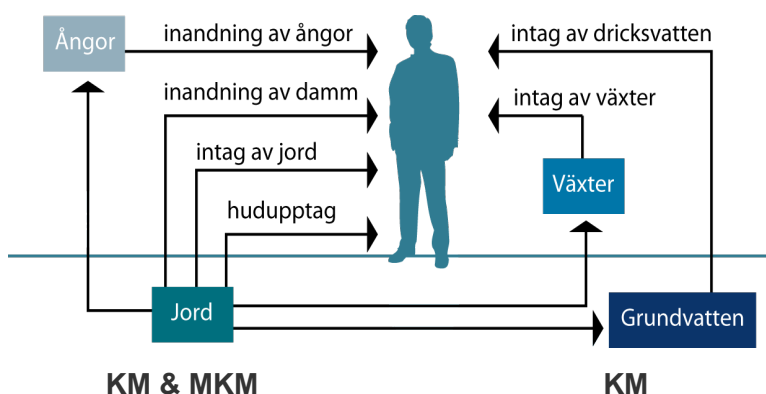 Ångor
inandning av ångor
intag av dricksvatten
inandning av damm
intag av växter
intag av jord
Växter
hudupptag
Jord
Grundvatten
KM & MKM
KM